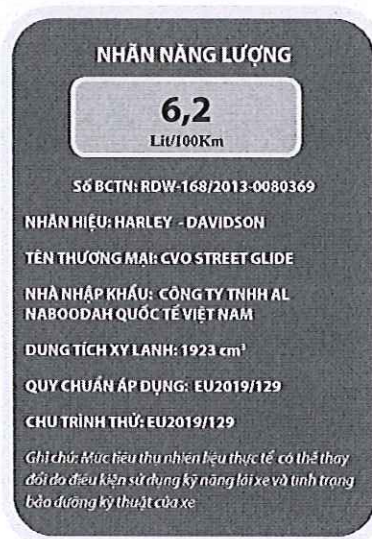 NHÃN NĂNG LƯỢNG
6,2
Lit/100Km
Số BCTN: RDW-168/2013-0080369
NHÃN HIỆU: HARLEY - DAVIDSON
TÊN THƯƠNG MẠI: CVO STREET GLIDE
NHÀ NHẬP KHẨU: CÔNG TY TNHH AL
NABOODAH QUỐC TẾ VIỆT NAM
DUNG TÍCH XY LANH: 1923 cm³
QUY CHUẨN ÁP DỤNG: EU2019/129
CHU TRÌNH THỬ: EU2019/129
Ghi chú: Mức tiêu thụ nhiên liệu thực tế có thể thay
đổi do điều kiện sử dụng kỹ năng lái xe và tình trạng
bảo dưỡng kỹ thuật của xe